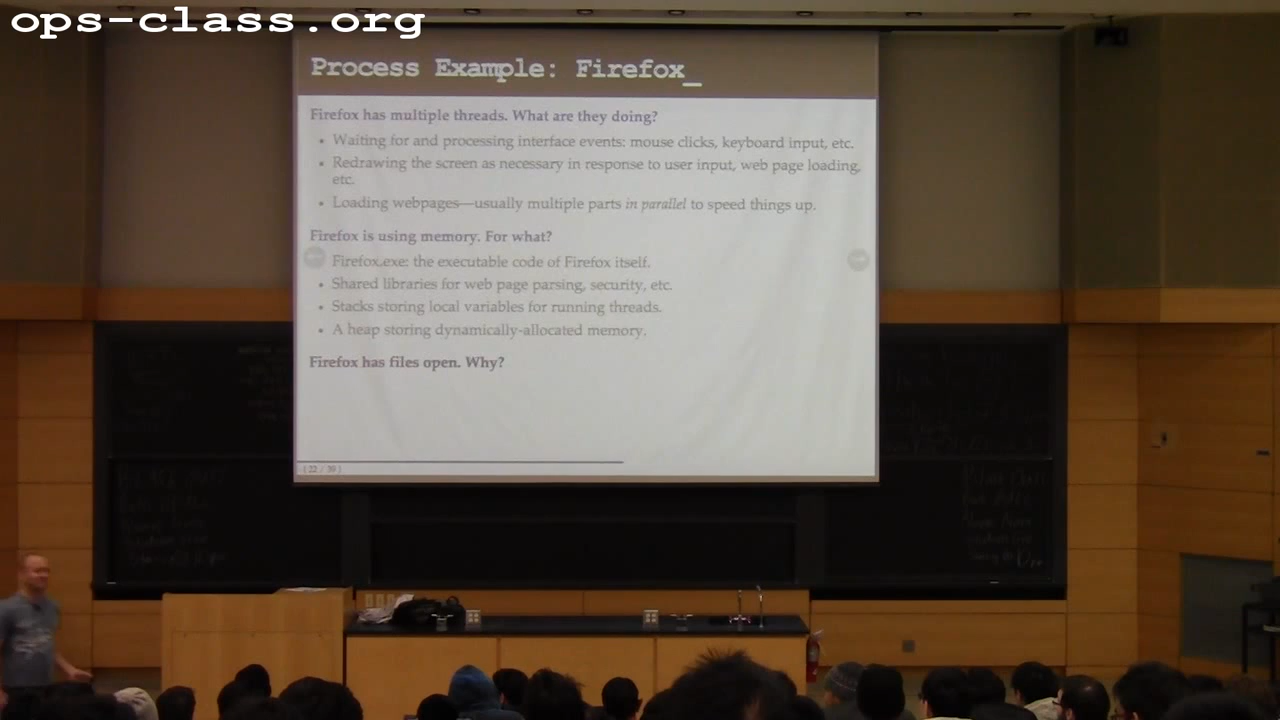 ops-class.org
Process Example: Firefox_
Firefox has multiple threads. What are they doing?
• Waiting for and processing interface events: mouse clicks, keyboard input, etc.
• Redrawing the screen as necessary in response to user input, web page loading,
etc.
• Loading webpages—usually multiple parts in parallel to speed things up.
Firefox is using memory. For what?
• Firefox.exe: the executable code of Firefox itself.
• Shared libraries for web page parsing, security, etc.
• Stacks storing local variables for running threads.
• A heap storing dynamically-allocated memory.
Firefox has files open. Why?
[ 22 / 39 ]